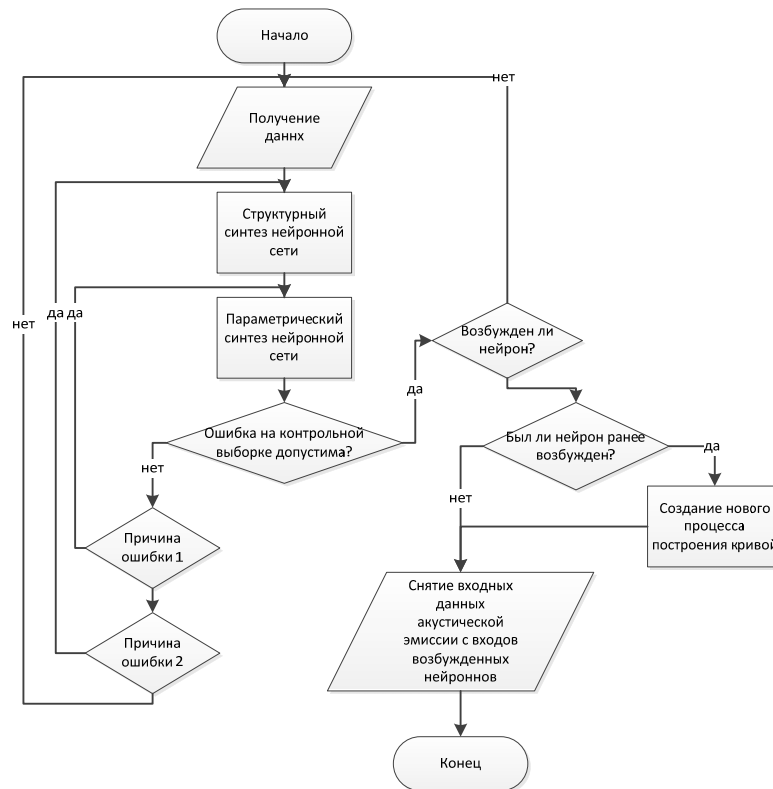 Начало
нет
Получение
даннх
Структурный
синтез нейронной
сети
да
да
нет
Параметрический
синтез нейронной
сети
Возбужден ли
нейрон?
да
Ошибка на контрольной
выборке допустима?
Был ли нейрон ранее
возбужден?
да
нет
нет
Причина
ошибки 1
Создание нового
процесса
построения кривой
Причина
ошибки 2
Снятие входных
данных
акустической
эмиссии с входов
возбужденных
нейроннов
Конец